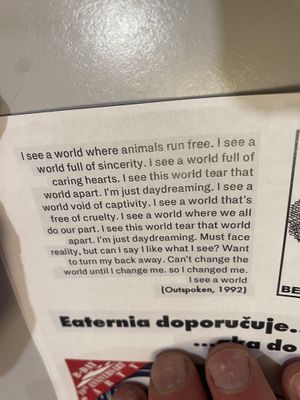 I see a world where animals run free. I see a
world full of sincerity. I see a world full of
caring hearts. I see this world tear that
world apart. I'm just daydreaming. I see a
world void of captivity. I see a world that's
free of cruelty. I see a world where we all
do our part. I see this world tear that world
apart. I'm just daydreaming. Must face
reality, but can I say I like what I see? Want
to turn my back away. Can't change the
world until I change me. so I changed me.
I see a world
(Outspoken, 1992)
BE
Eaternia doporučuje..
do
B-DAY
ANNIVERSARY